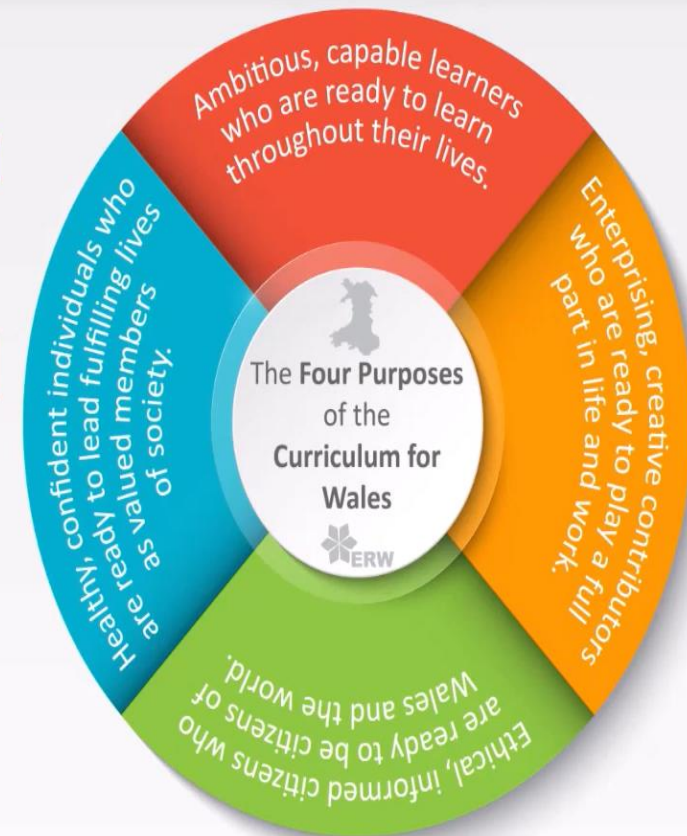 Ambitious, capable learners
who are ready to learn
throughout their lives.
Enterprising, creative contributors
who are ready to play a full
part in life and work.
Ethical, informed citizens who
are ready to be citizens of
Wales and the world.
Healthy, confident individuals who
are ready to lead fulfilling lives
as valued members
of society.
The Four Purposes
of the
Curriculum for
Wales
ERW